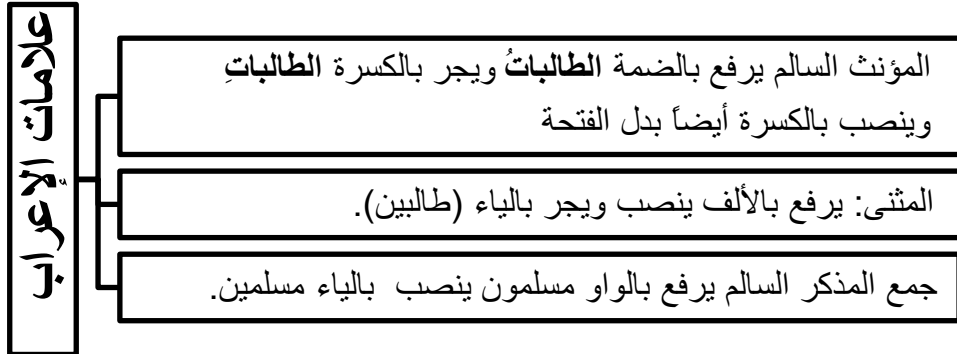 علامات الإعراب
المؤنث السالم يرفع بالضمة الطالباتُ ويجر بالكسرة الطالباتِ
وينصب بالكسرة أيضاً بدل الفتحة
المثنى: يرفع بالألف ينصب ويجر بالياء (طالبين).
جمع المذكر السالم يرفع بالواو مسلمون ينصب بالياء مسلمين.